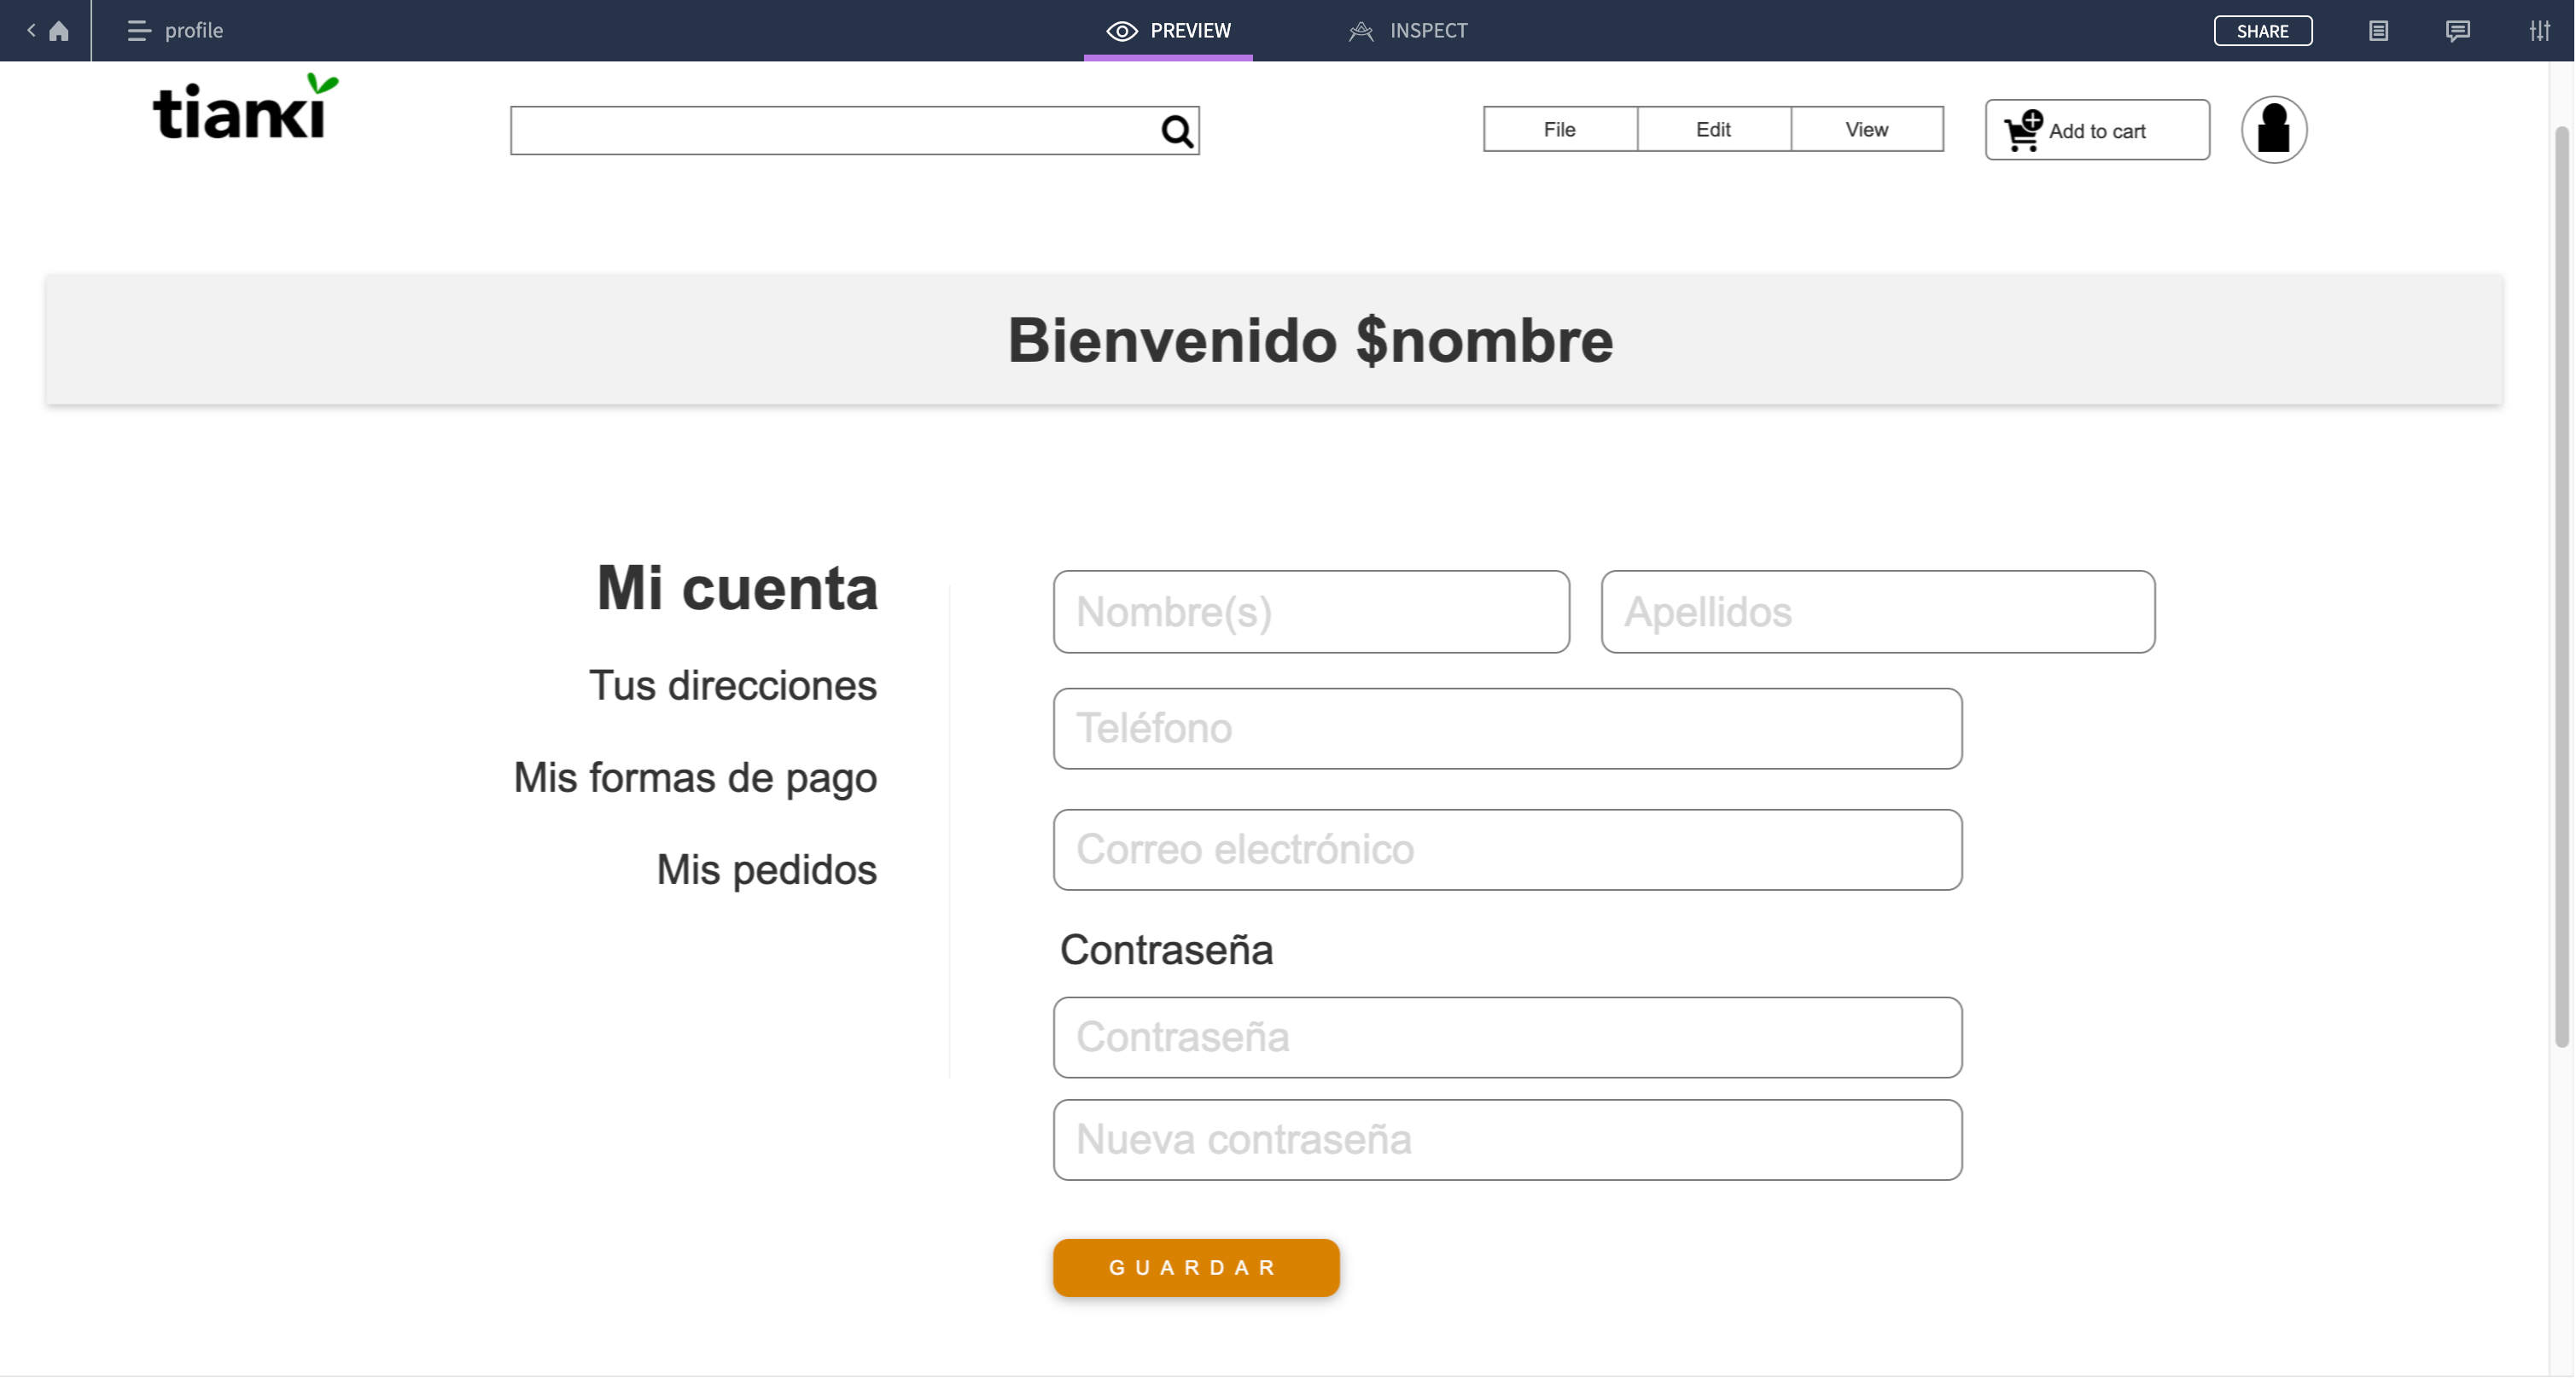 profile
PREVIEW
INSPECT
SHARE
tianki
File
Edit
View
Add to cart
Bienvenido $nombre
Mi cuenta
Tus direcciones
Mis formas de pago
Mis pedidos
Nombre(s)
Apellidos
Teléfono
Correo electrónico
Contraseña
Contraseña
Nueva contraseña
GUARDAR